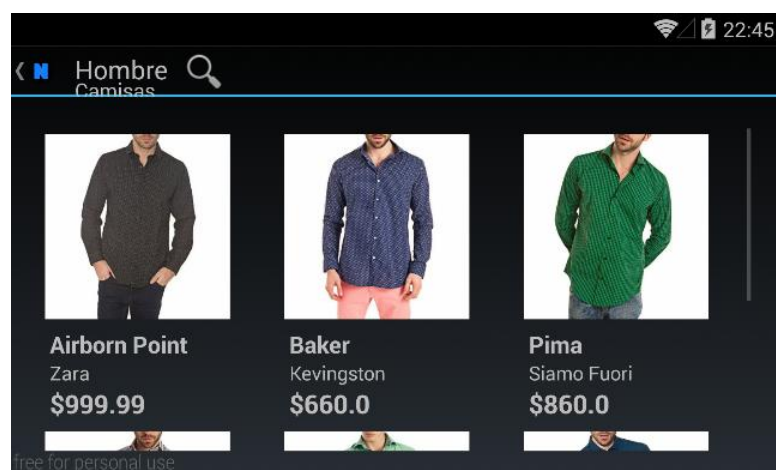 22:45
N Hombre
Camisas
Airborn Point
Baker
Pima
Zara
Kevingston
Siamo Fuori
$999.99
$660.0
$860.0
free for personal use